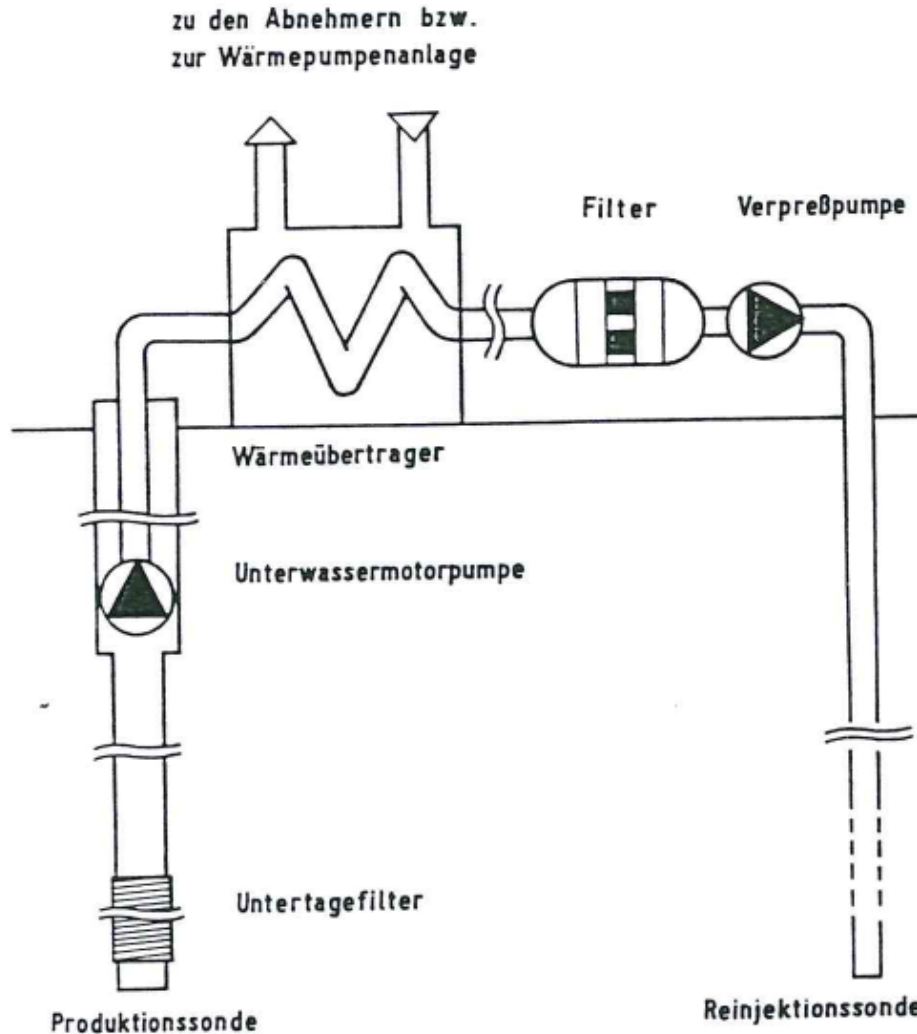 zu den Abnehmern bzw.
zur Wärmepumpenanlage
Filter
Verpreßpumpe
Wärmeübertrager
Unterwassermotorpumpe
Untertagefilter
Produktionssonde
Reinjektionssonde